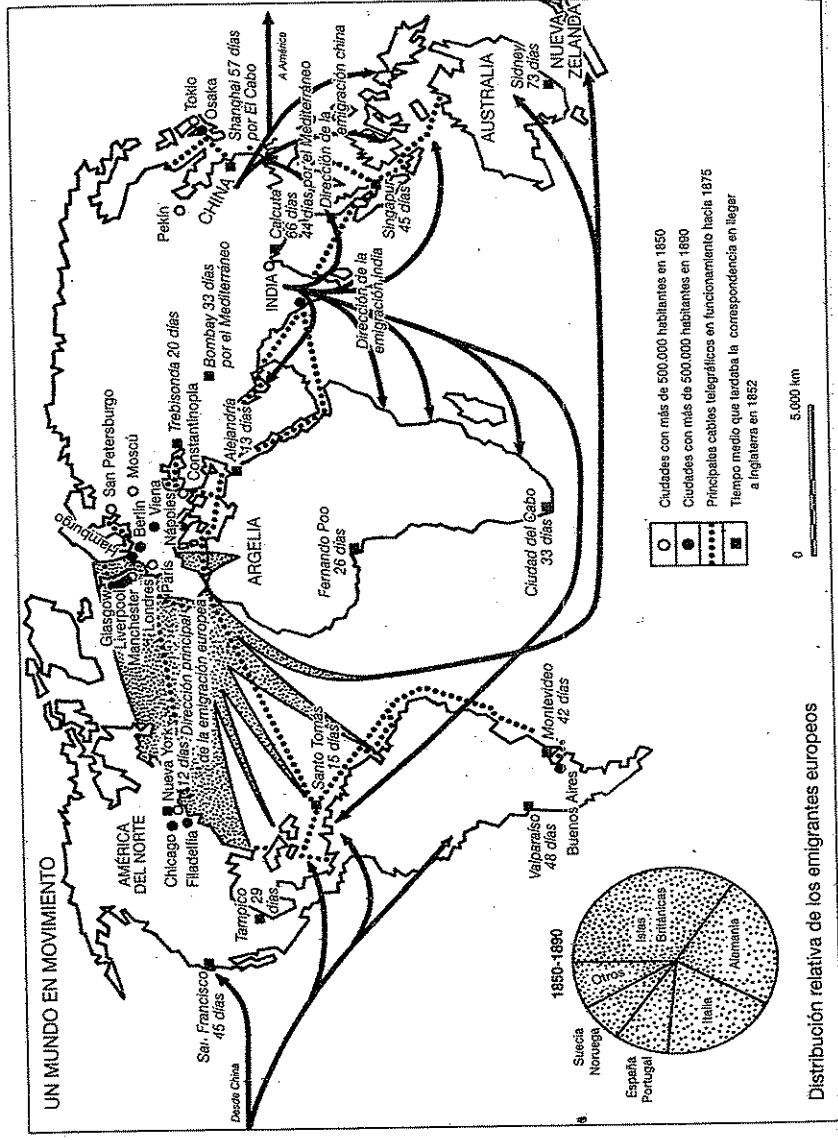 UN MUNDO EN MOVIMIENTO
AMÉRICA
DEL NORTE
Chicago
Nueva York
12 días
Filadelfia
Dirección principal
de la emigración europea
Glasgow
Liverpool
Manchester
Londres
París
Hamburgo
Berlín
Viena
Nápoles
San Petersburgo
Moscú
Constantinopla
Trebisonda 20 días
Alejandría
13 días
Bombay 33 días
por el Mediterráneo
ARGELIA
INDIA
Calcuta
66 días
44 días por el Mediterráneo
Dirección de la
emigración india
Dirección de la
emigración china
Pekín
CHINA
Tokio
Osaka
Shanghai 57 días
por El Cabo
A América
Singapur
45 días
AUSTRALIA
Sidney
73 días
NUEVA
ZELANDA
Desde China
San Francisco
45 días
Tampico
29
días
Santo Tomás
15 días
Fernando Poo
26 días
Ciudad del Cabo
33 días
Valparaíso
48 días
Buenos Aires
Montevideo
42 días
1850-1890
Suecia
Noruega
Otros
España
Portugal
Islas
Británicas
Italia
Alemania
Ciudades con más de 500.000 habitantes en 1850
Ciudades con más de 500.000 habitantes en 1890
Principales cables telegráficos en funcionamiento hacia 1875
Tiempo medio que tardaba la correspondencia en llegar
a Inglaterra en 1852
0
5.000 km
Distribución relativa de los emigrantes europeos